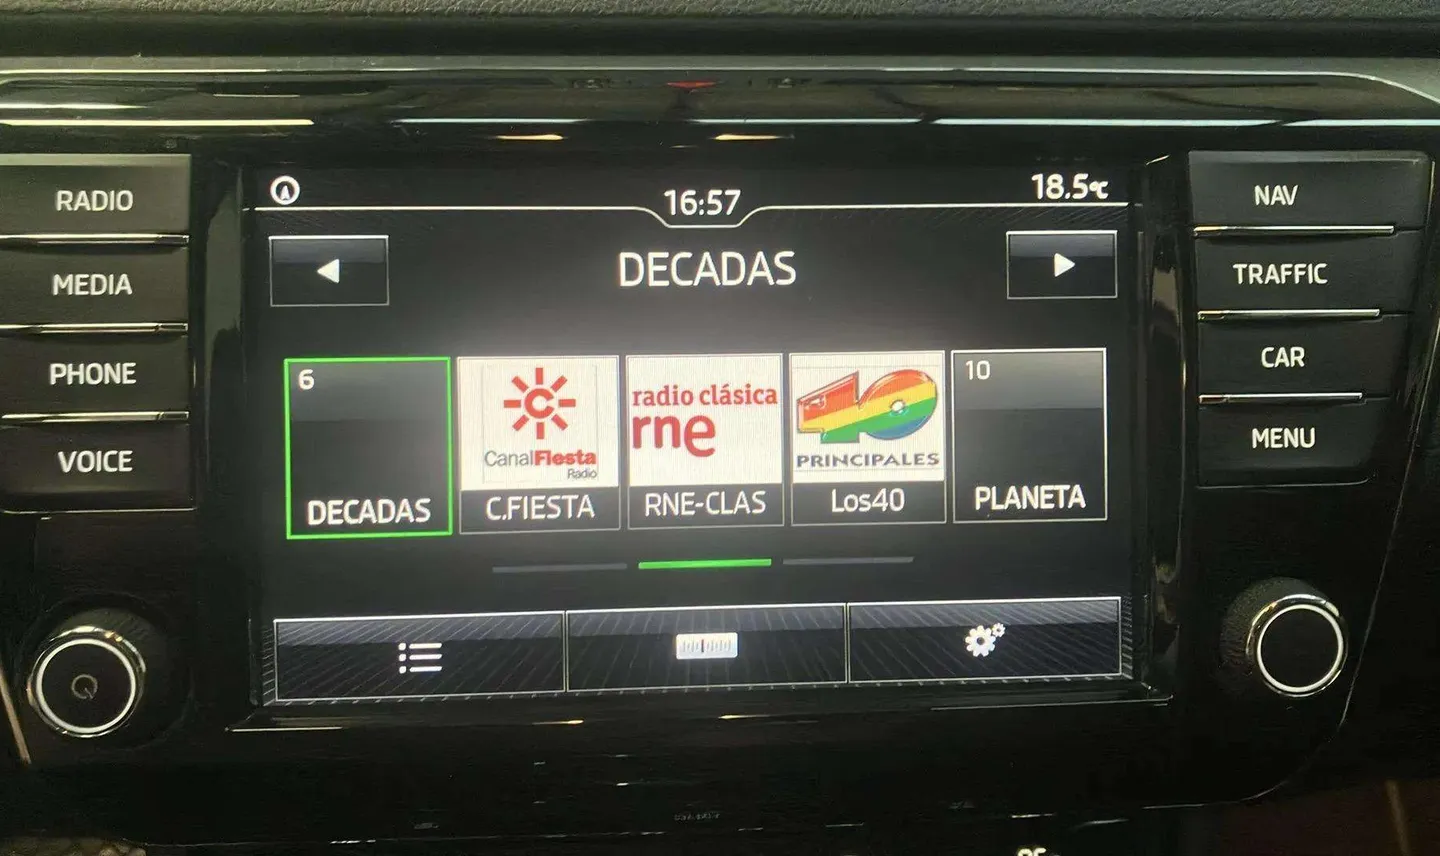 RADIO
MEDIA
PHONE
VOICE
16:57
18.5°C
DECADAS
6
DECADAS
CanalFiesta
Radio
C.FIESTA
radio clásica
rne
RNE-CLAS
40
PRINCIPALES
Los40
10
PLANETA
NAV
TRAFFIC
CAR
MENU